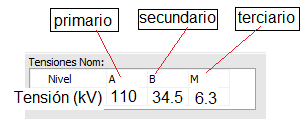 primario secundario terciario
Tensiones Nom:
Nivel A B M
Tensión (kV) 110 34.5 6.3